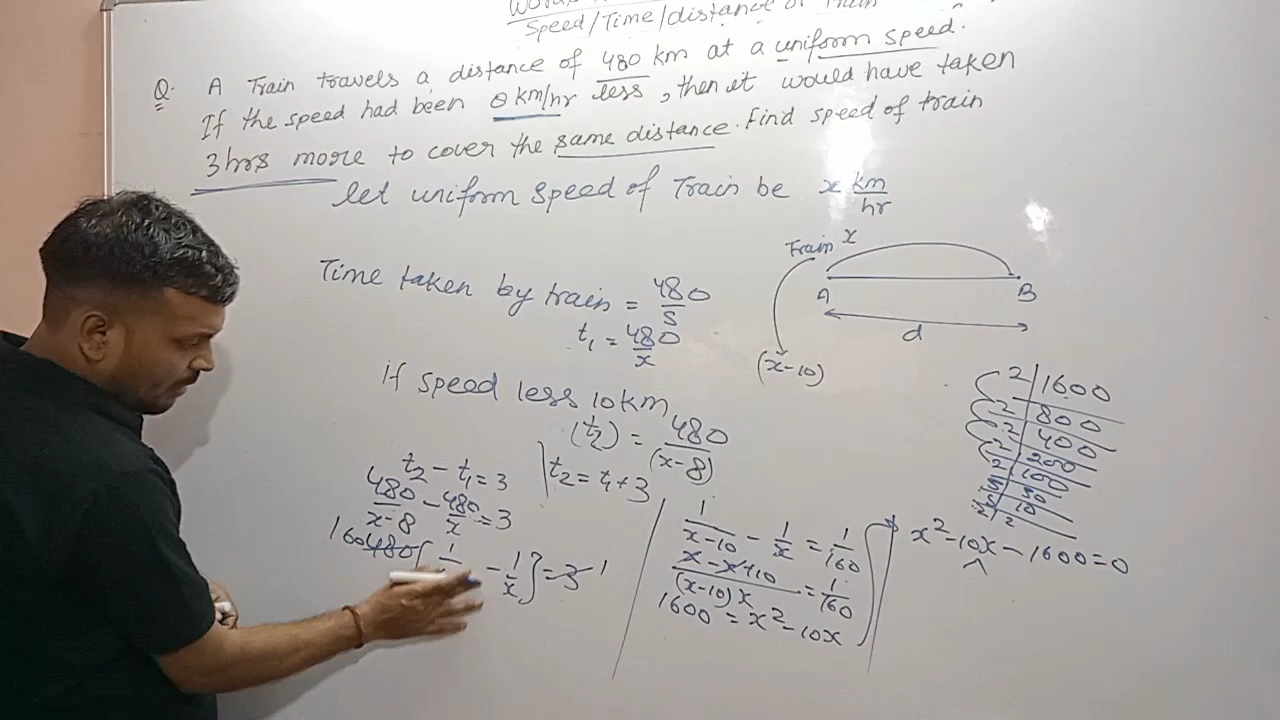 Speed/Time/distance of Train
Q. A Train travels a distance of 480 km at a uniform speed.
If the speed had been 8 km/hr less, then it would have taken
3 hrs more to cover the same distance. Find speed of train
let uniform speed of Train be x km/hr
Train x
A B
d
(x-10)
Time taken by train = 480/s
t₁ = 480/x
if speed less 10 km
(t₂) = 480/(x-8)
t₂ - t₁ = 3
t₂ = t₁ + 3
480/(x-8) - 480/x = 3
160 480 [1/ - 1/x] = 3 1
1/(x-10) - 1/x = 1/160
(x-x+10)/((x-10)x) = 1/160
1600 = x² - 10x
x² - 10x - 1600 = 0
2 | 1600
2 | 800
2 | 400
2 | 200
2 | 100
50
10
2